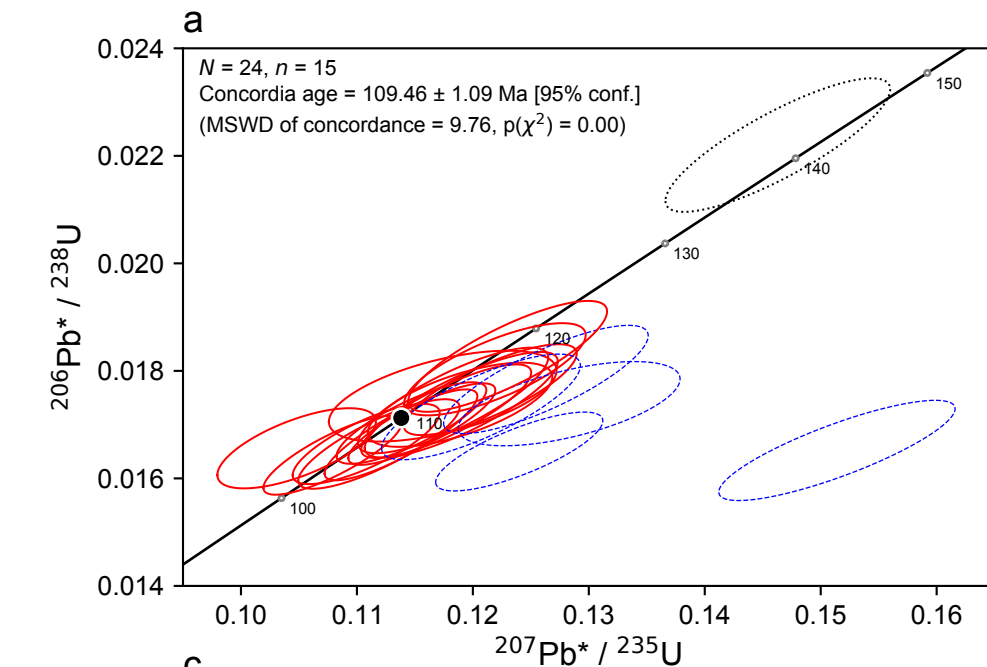 a
0.024
N = 24, n = 15
Concordia age = 109.46 ± 1.09 Ma [95% conf.]
(MSWD of concordance = 9.76, p(χ²) = 0.00)
150
0.022
140
130
0.020
120
0.018
110
0.016
100
0.014
0.10 0.11 0.12 0.13 0.14 0.15 0.16
²⁰⁶Pb* / ²³⁸U
²⁰⁷Pb* / ²³⁵U
c